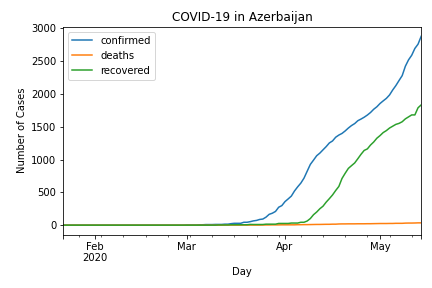 COVID-19 in Azerbaijan
confirmed
deaths
recovered
Number of Cases
3000
2500
2000
1500
1000
500
0
Feb
2020
Mar
Apr
May
Day